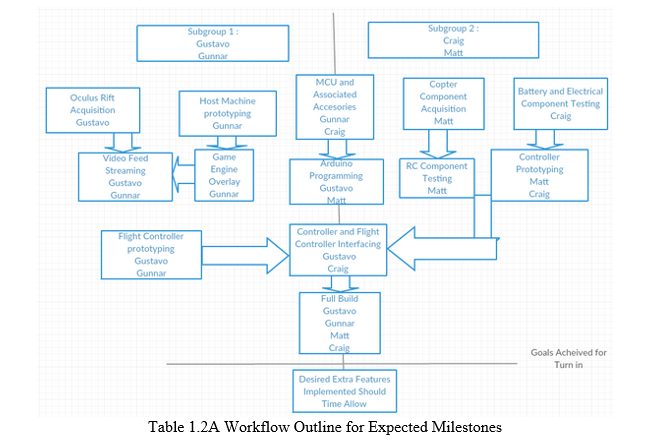 Subgroup 1 :
Gustavo
Gunnar
Subgroup 2 :
Craig
Matt
Oculus Rift
Acquisition
Gustavo
Host Machine
prototyping
Gunnar
MCU and
Associated
Accesories
Gunnar
Craig
Copter
Component
Acquisition
Matt
Battery and Electrical
Component Testing
Craig
Video Feed
Streaming
Gustavo
Gunnar
Game
Engine
Overlay
Gunnar
Arduino
Programming
Gustavo
Matt
RC Component
Testing
Matt
Controller
Prototyping
Matt
Craig
Flight Controller
prototyping
Gustavo
Gunnar
Controller and Flight
Controller Interfacing
Gustavo
Craig
Full Build
Gustavo
Gunnar
Matt
Craig
Goals Acheived for
Turn in
Desired Extra Features
Implemented Should
Time Allow
Table 1.2A Workflow Outline for Expected Milestones